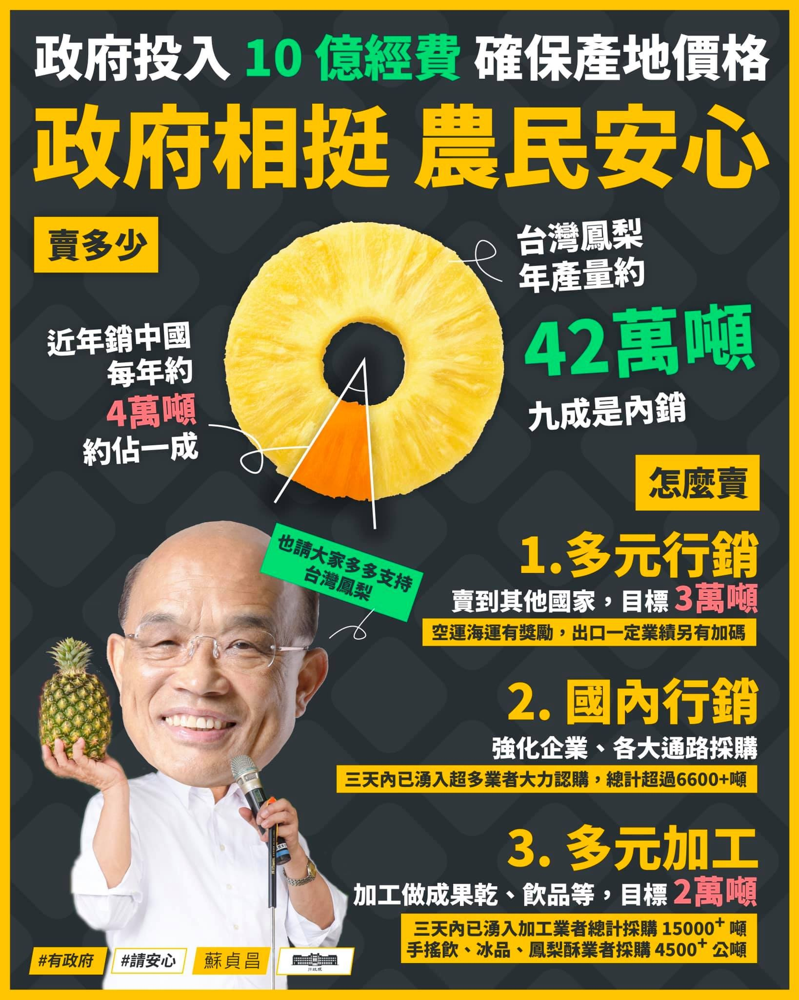 政府投入 10 億經費 確保產地價格
政府相挺 農民安心
賣多少
台灣鳳梨
年產量約
42萬噸
九成是內銷
近年銷中國
每年約
4萬噸
約佔一成
怎麼賣
1.多元行銷
賣到其他國家，目標 3萬噸
空運海運有獎勵，出口一定業績另有加碼
2. 國內行銷
強化企業、各大通路採購
三天內已湧入超多業者大力認購，總計超過6600+噸
3. 多元加工
加工做成果乾、飲品等，目標 2萬噸
三天內已湧入加工業者總計採購 15000+ 噸
手搖飲、冰品、鳳梨酥業者採購 4500+ 公噸
也請大家多多支持
台灣鳳梨
#有政府
#請安心
蘇貞昌
行政院